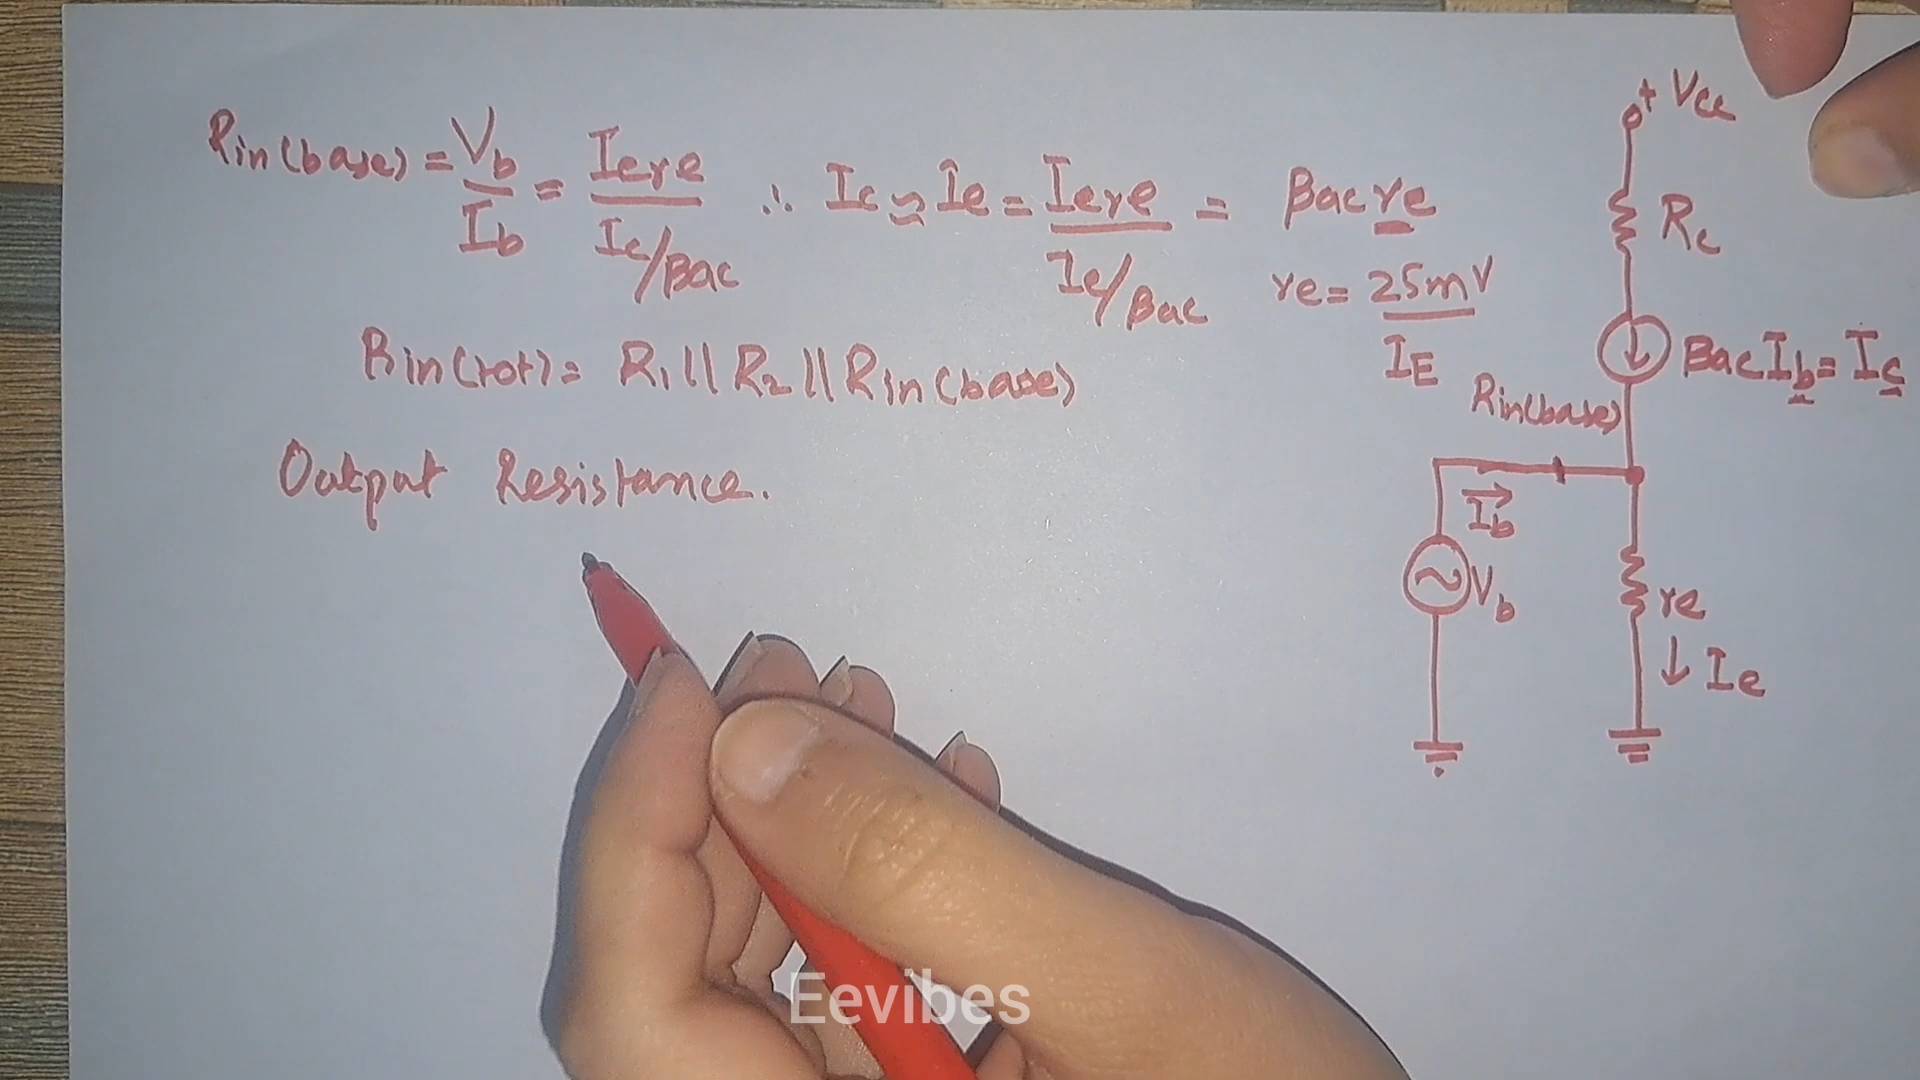 Rin(base) = Vb/Ib = Iere/Ic/βac ∴ Ic ≃ Ie = Iere/Ie/βac = βacre
re = 25mV/IE
Rin(tot) = R1 || R2 || Rin(base)
Output Resistance.
+ Vcc
Rc
βacIb = Ic
Rin(base)
Ib
Vb
re
↓ Ie
Eevibes